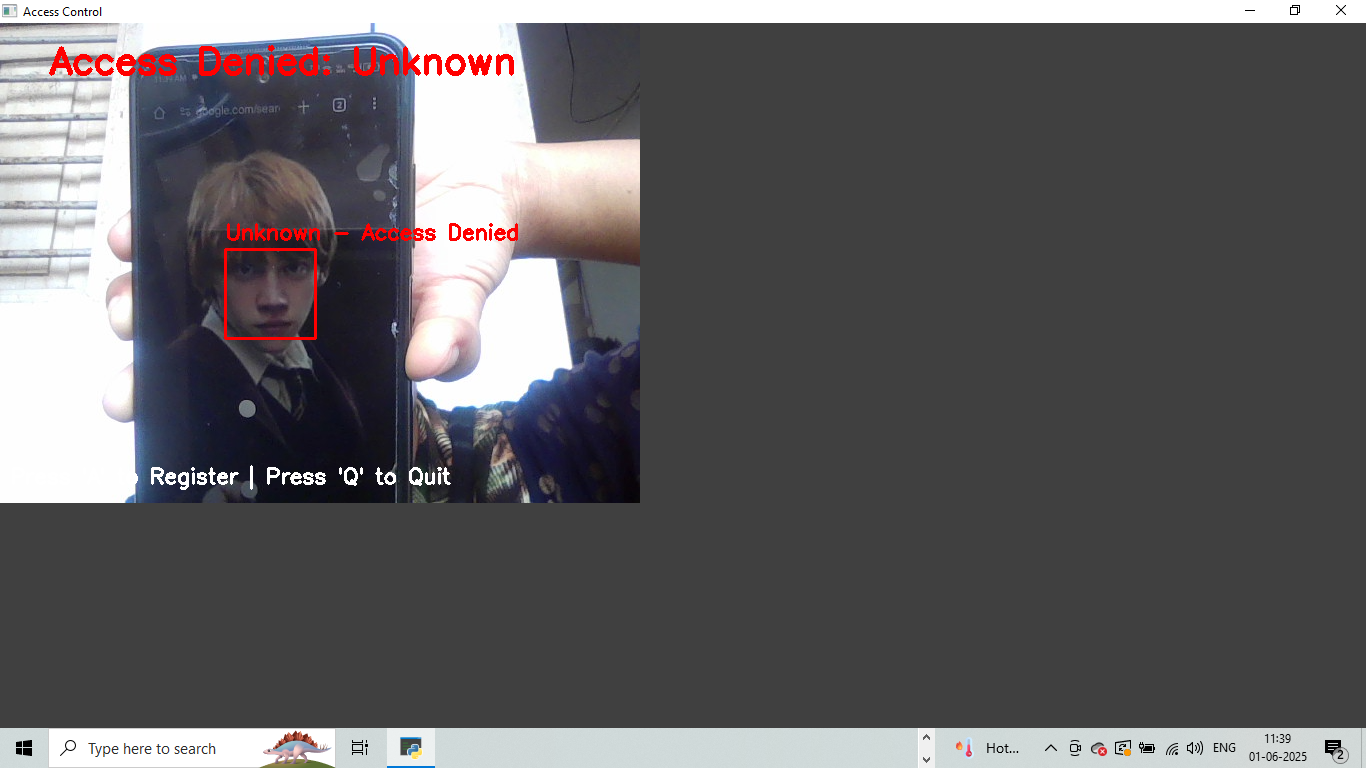 Access Control
Access Denied: Unknown
2
google.com/sear
Unknown - Access Denied
Register | Press 'Q' to Quit
Type here to search
Hot...
ENG
11:39
01-06-2025
2